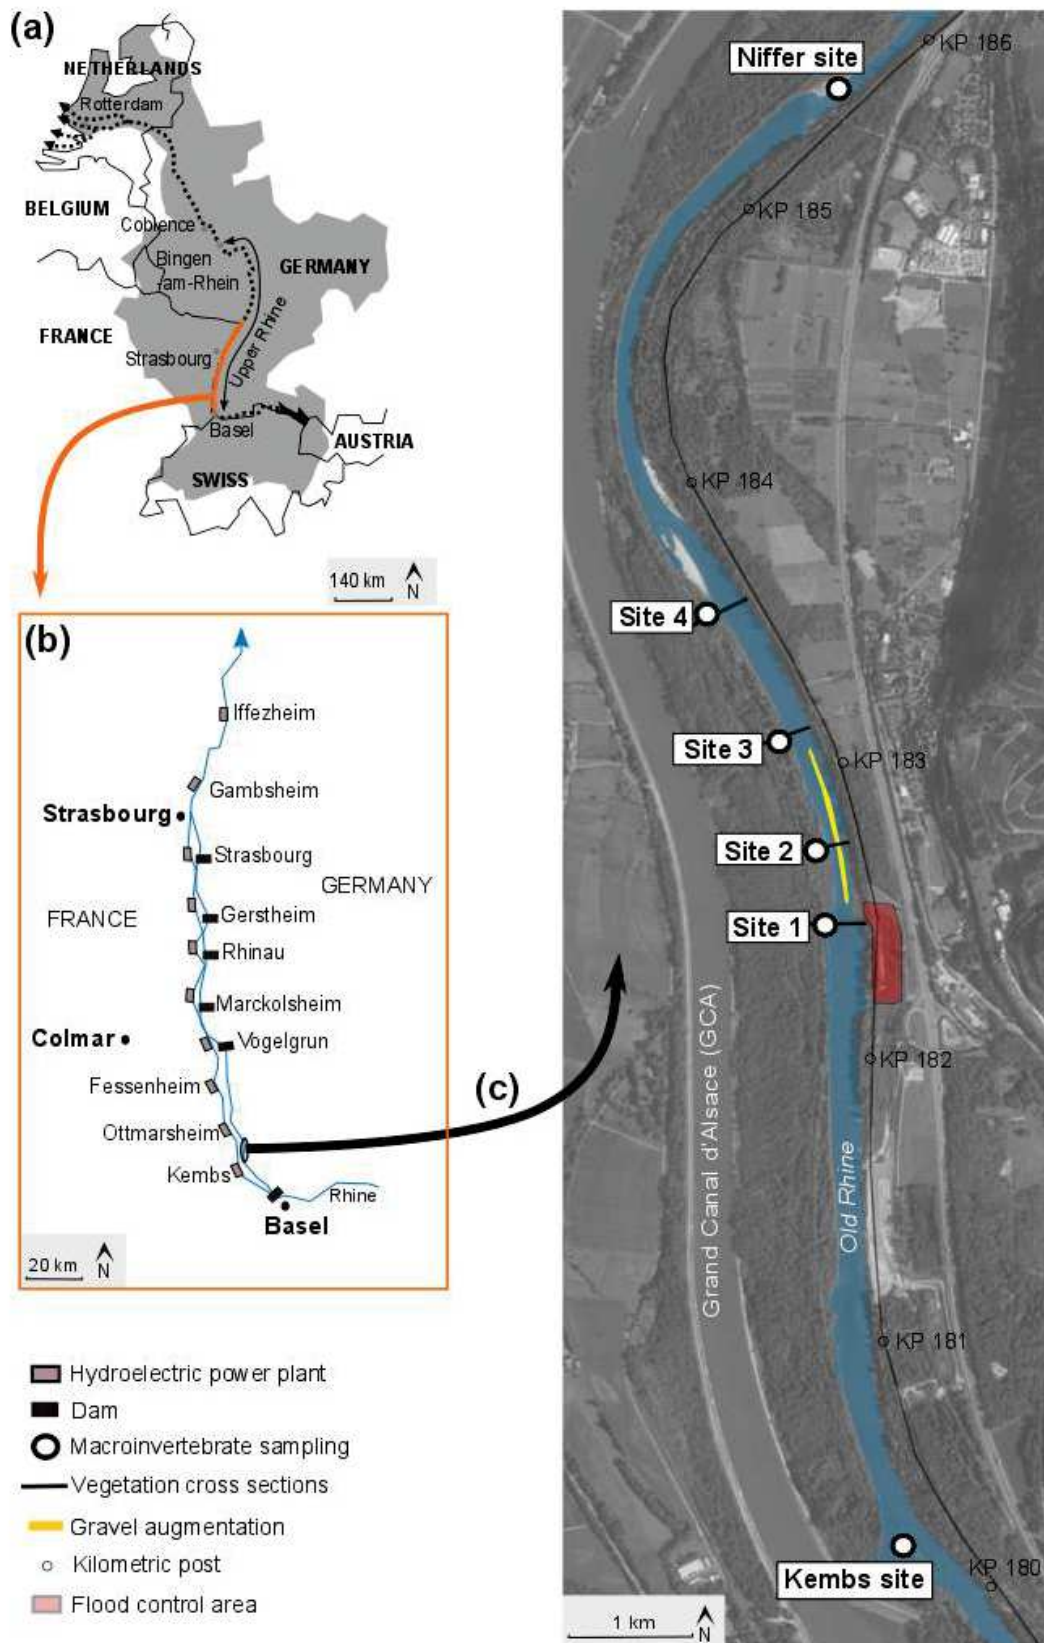 (a)
NETHERLANDS
Rotterdam
BELGIUM
Coblence
Bingen
-am-Rhein
GERMANY
FRANCE
Strasbourg
Upper Rhine
Basel
AUSTRIA
SWISS
140 km
N
(b)
Iffezheim
Gambsheim
Strasbourg
Strasbourg
GERMANY
FRANCE
Gerstheim
Rhinau
Marckolsheim
Colmar
Vogelgrun
Fessenheim
Ottmarsheim
Kembs
Rhine
Basel
20 km
N
(c)
Hydroelectric power plant
Dam
Macroinvertebrate sampling
Vegetation cross sections
Gravel augmentation
Kilometric post
Flood control area
KP 186
Niffer site
KP 185
KP 184
Site 4
Site 3
KP 183
Site 2
Site 1
KP 182
Grand Canal d'Alsace (GCA)
Old Rhine
KP 181
KP 180
Kembs site
1 km
N